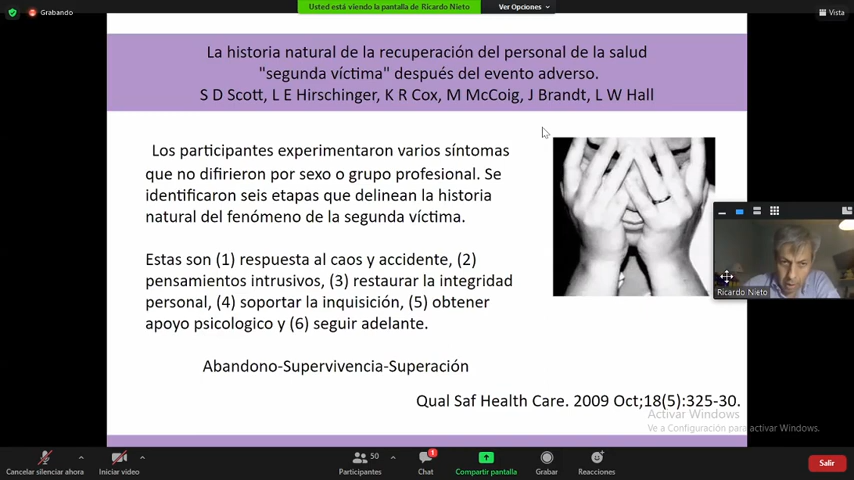 Grabando
Usted está viendo la pantalla de Ricardo Nieto
Ver Opciones
Vista
La historia natural de la recuperación del personal de la salud
"segunda víctima" después del evento adverso.
S D Scott, L E Hirschinger, K R Cox, M McCoig, J Brandt, L W Hall
Los participantes experimentaron varios síntomas
que no difirieron por sexo o grupo profesional. Se
identificaron seis etapas que delinean la historia
natural del fenómeno de la segunda víctima.
Estas son (1) respuesta al caos y accidente, (2)
pensamientos intrusivos, (3) restaurar la integridad
personal, (4) soportar la inquisición, (5) obtener
apoyo psicologico y (6) seguir adelante.
Abandono-Supervivencia-Superación
Qual Saf Health Care. 2009 Oct;18(5):325-30.
Ricardo Nieto
Activar Windows
Ve a Configuración para activar Windows.
Cancelar silenciar ahora
Iniciar video
50
Participantes
1
Chat
Compartir pantalla
Grabar
Reacciones
Salir